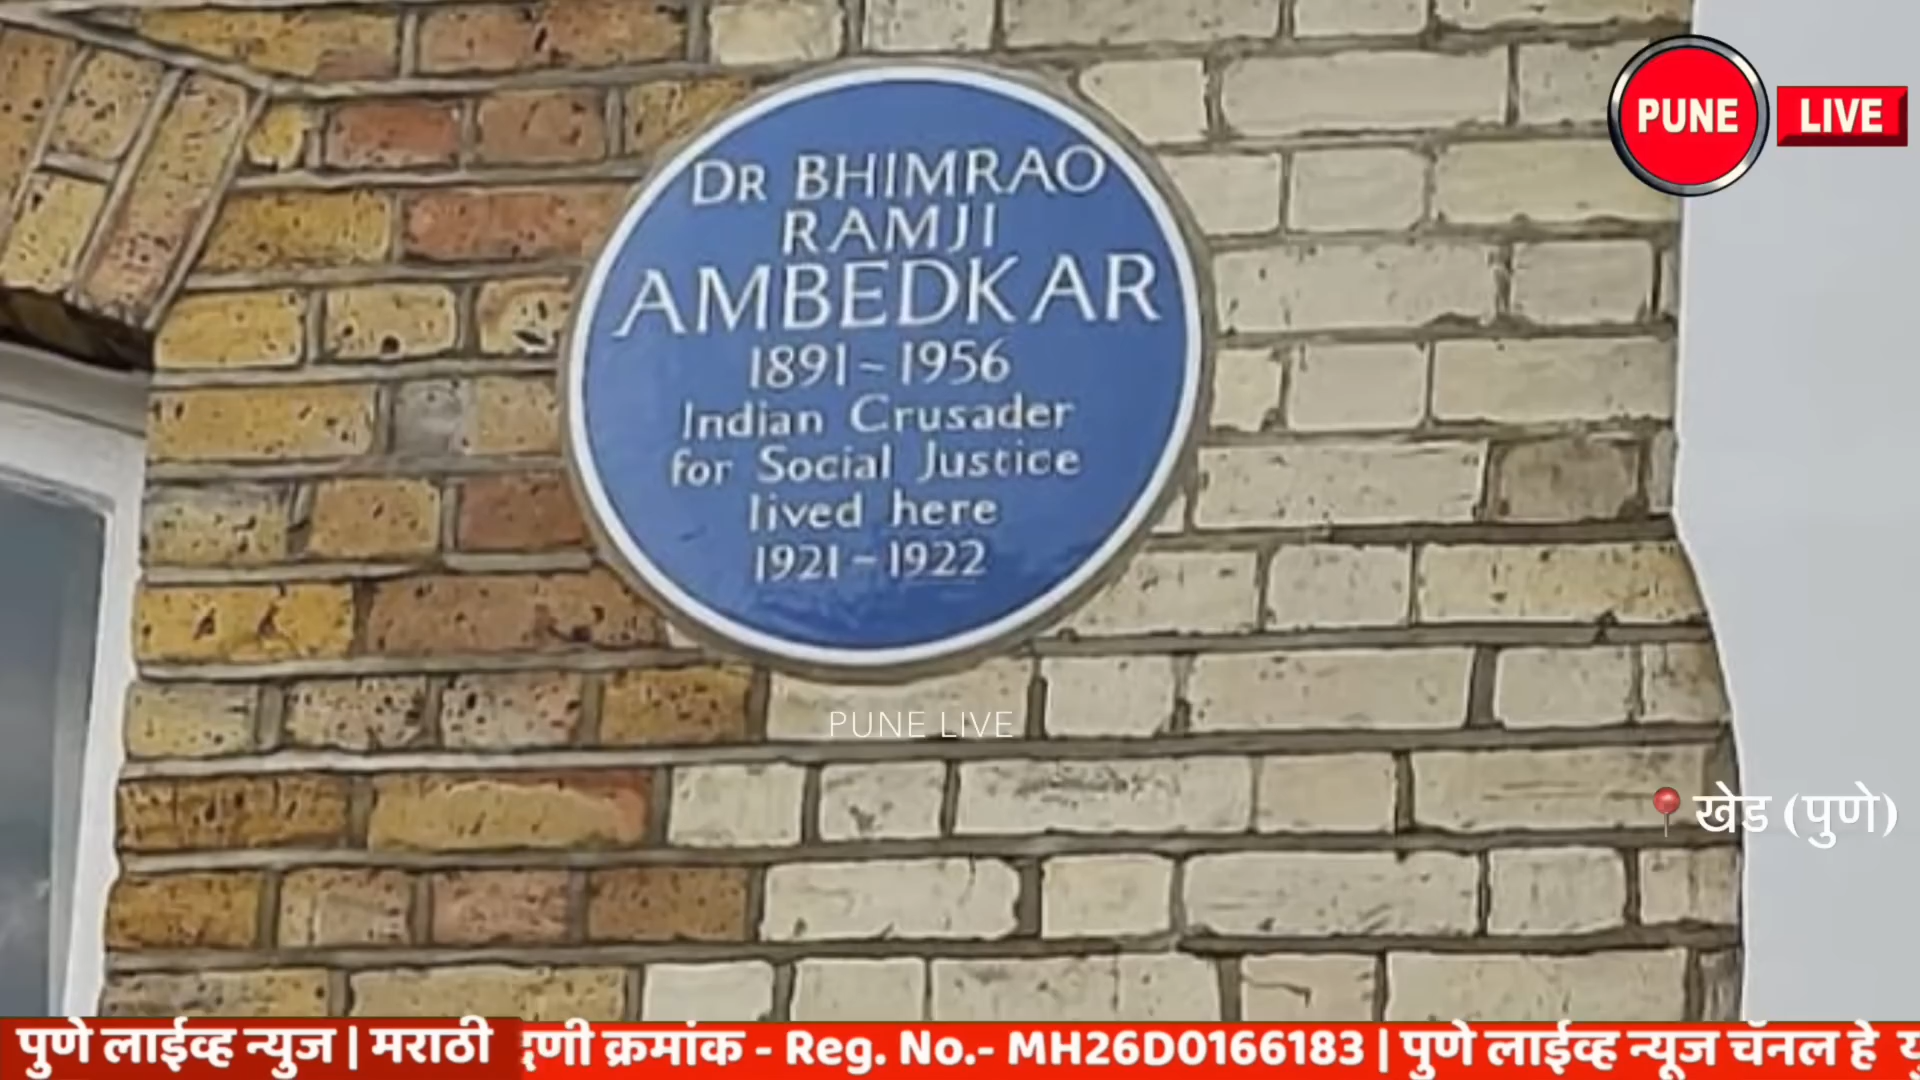 PUNE LIVE
DR BHIMRAO
RAMJI
AMBEDKAR
1891-1956
Indian Crusader
for Social Justice
lived here
1921-1922
PUNE LIVE
खेड (पुणे)
पुणे लाईव्ह न्युज | मराठी
क्रमांक - Reg. No.- MH26D0166183 | पुणे लाईव्ह न्यूज चॅनल हे